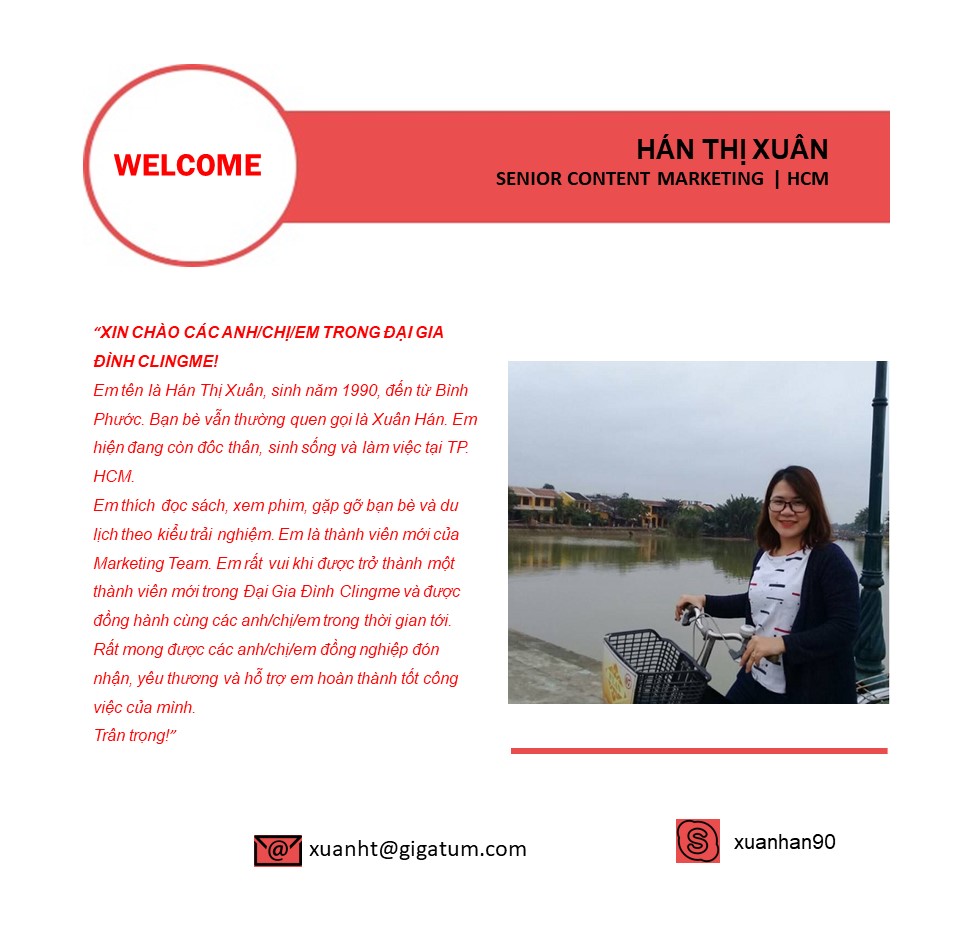 WELCOME
HÁN THỊ XUÂN
SENIOR CONTENT MARKETING | HCM
“XIN CHÀO CÁC ANH/CHỊ/EM TRONG ĐẠI GIA
ĐÌNH CLINGME!
Em tên là Hán Thị Xuân, sinh năm 1990, đến từ Bình
Phước. Bạn bè vẫn thường quen gọi là Xuân Hán. Em
hiện đang còn đôc thân, sinh sống và làm việc tại TP.
HCM.
Em thích đọc sách, xem phim, gặp gỡ bạn bè và du
lịch theo kiểu trải nghiệm. Em là thành viên mới của
Marketing Team. Em rất vui khi được trở thành một
thành viên mới trong Đại Gia Đình Clingme và được
đồng hành cùng các anh/chị/em trong thời gian tới.
Rất mong được các anh/chị/em đồng nghiệp đón
nhận, yêu thương và hỗ trợ em hoàn thành tốt công
việc của mình.
Trân trọng!”
xuanht@gigatum.com
xuanhan90